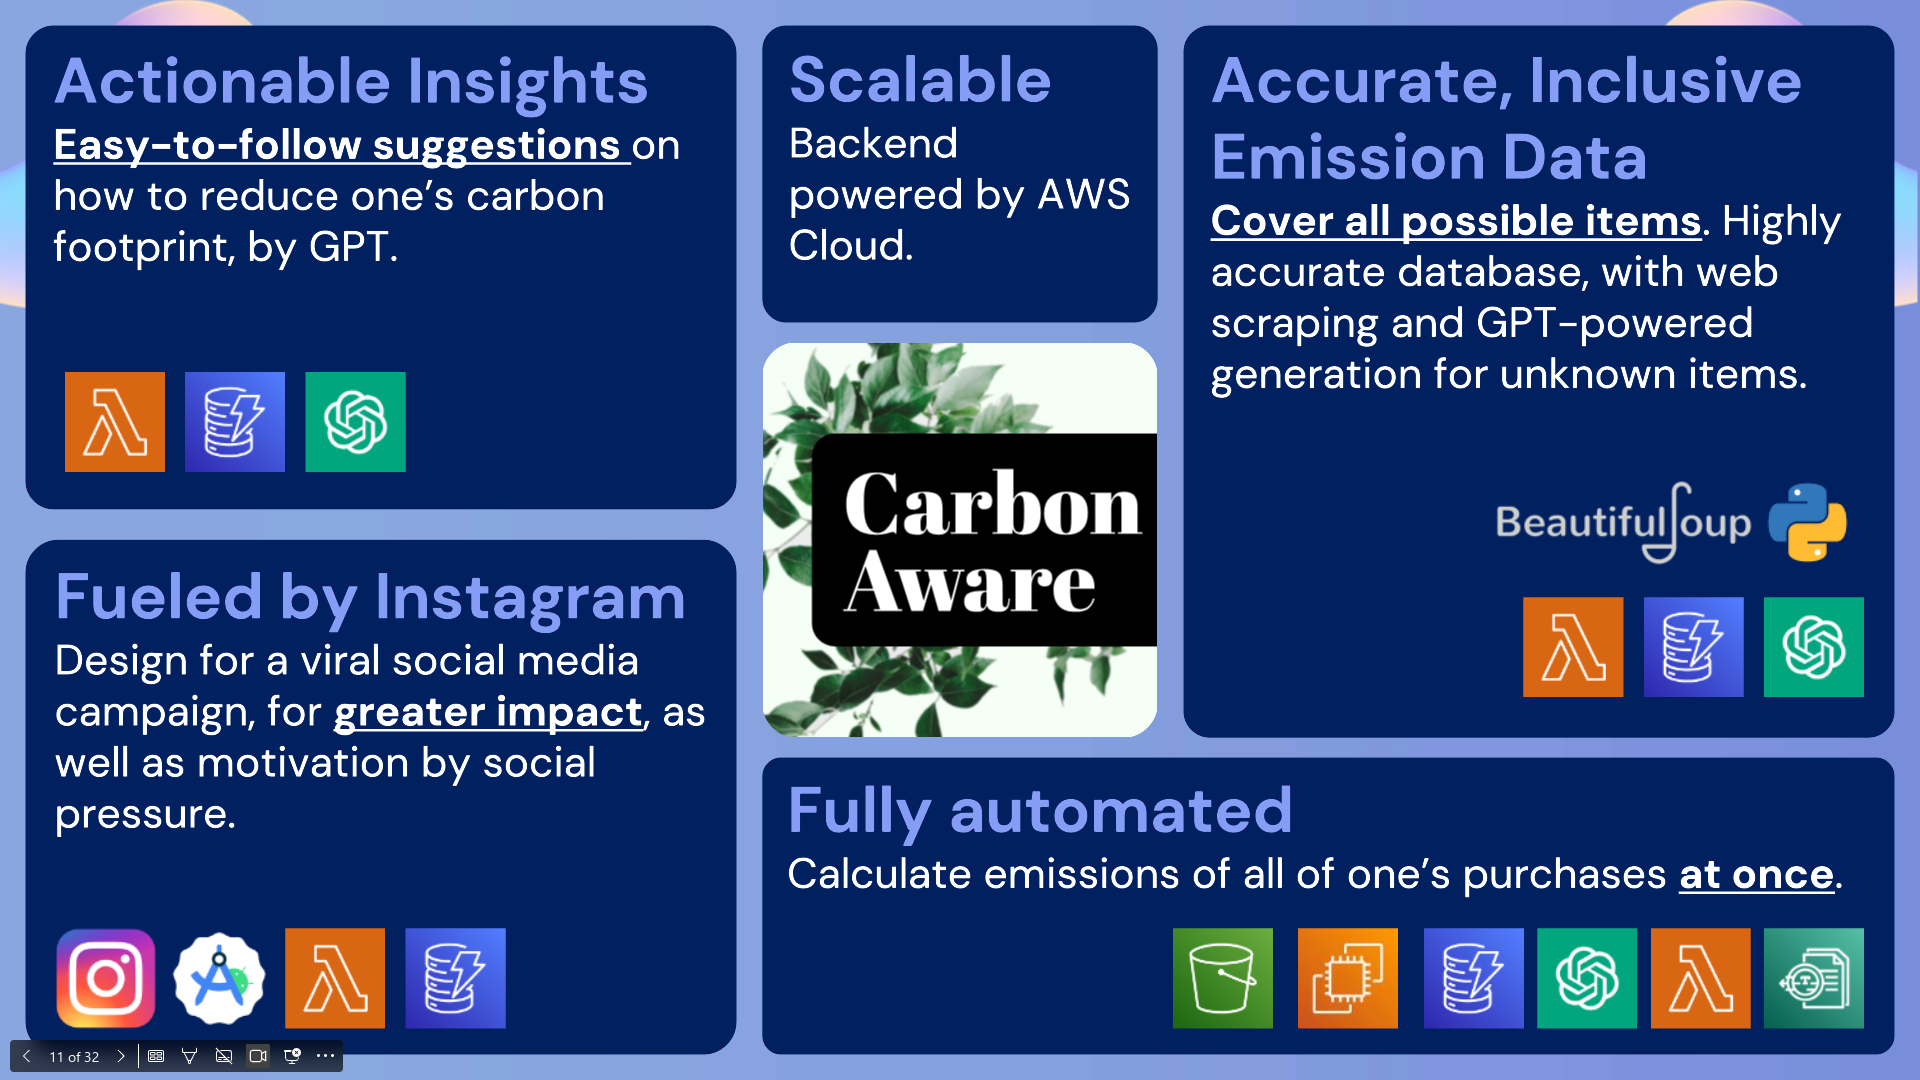 Actionable Insights
Easy-to-follow suggestions on
how to reduce one’s carbon
footprint, by GPT.
Scalable
Backend
powered by AWS
Cloud.
Accurate, Inclusive
Emission Data
Cover all possible items. Highly
accurate database, with web
scraping and GPT-powered
generation for unknown items.
BeautifulSoup
Carbon
Aware
Fueled by Instagram
Design for a viral social media
campaign, for greater impact, as
well as motivation by social
pressure.
Fully automated
Calculate emissions of all of one’s purchases at once.
11 of 32